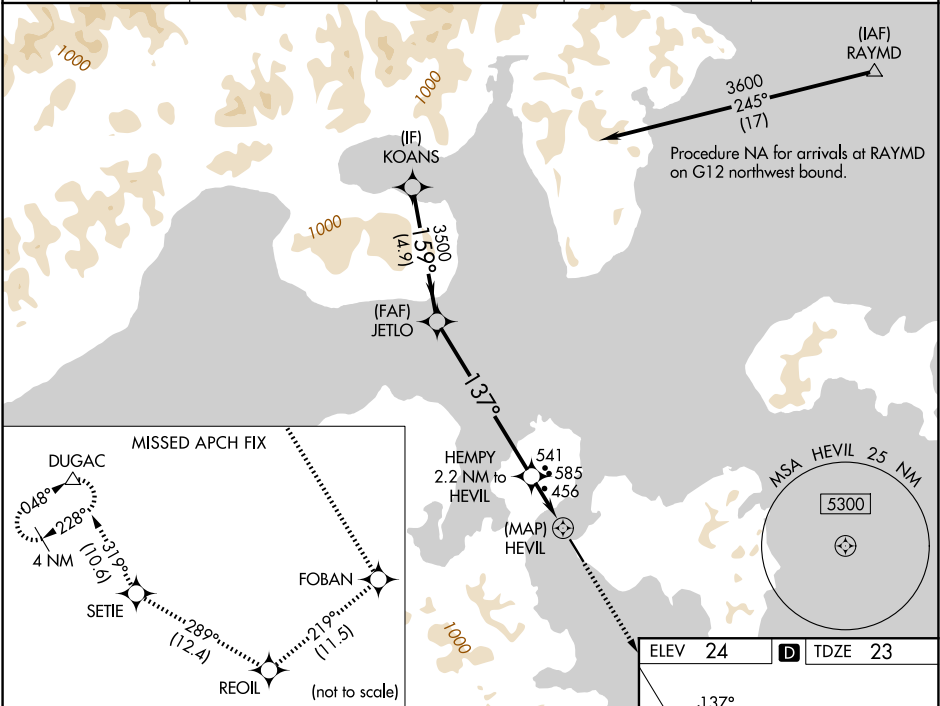 1000
1000
(IAF)
RAYMD
3600
245°
(17)
Procedure NA for arrivals at RAYMD
on G12 northwest bound.
(IF)
KOANS
1000
3500
159°
(4.9)
(FAF)
JETLO
137°
HEMPY
2.2 NM to
HEVIL
541
585
456
(MAP)
HEVIL
1000
MSA HEVIL 25 NM
5300
MISSED APCH FIX
DUGAC
048°
228°
4 NM
319°
(10.6)
SETIE
289°
(12.4)
REOIL
FOBAN
219°
(11.5)
(not to scale)
ELEV 24
D
TDZE 23
137°